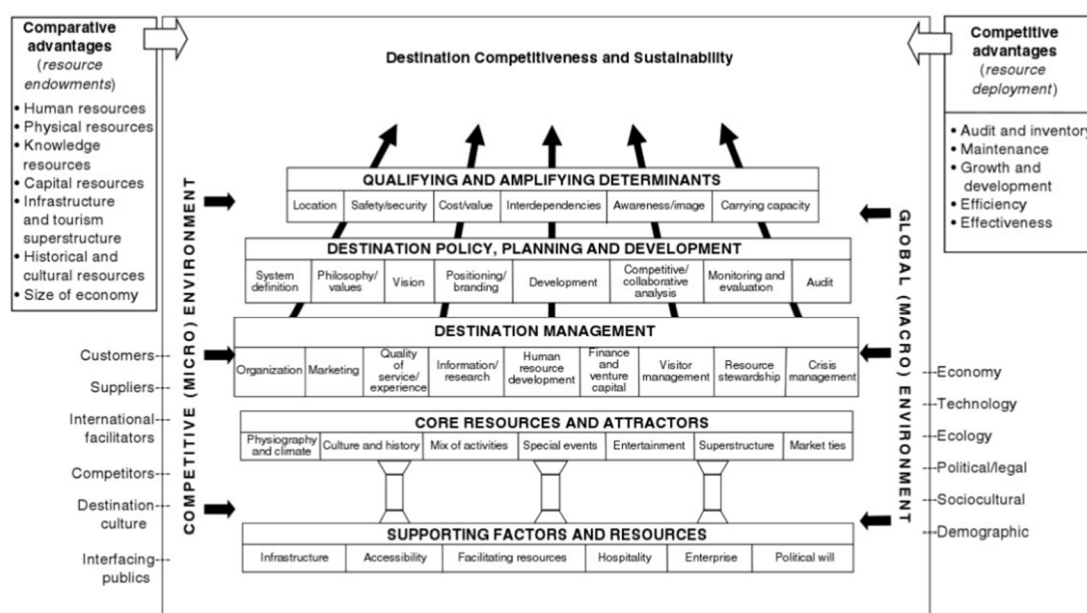 Comparative
advantages
(resource
endowments)
• Human resources
• Physical resources
• Knowledge
resources
• Capital resources
• Infrastructure
and tourism
superstructure
• Historical and
cultural resources
• Size of economy
Customers
Suppliers
International
facilitators
Competitors
Destination
culture
Interfacing
publics
COMPETITIVE (MICRO) ENVIRONMENT
Destination Competitiveness and Sustainability
QUALIFYING AND AMPLIFYING DETERMINANTS
Location
Safety/security
Cost/value
Interdependencies
Awareness/image
Carrying capacity
DESTINATION POLICY, PLANNING AND DEVELOPMENT
System
definition
Philosophy/
values
Vision
Positioning/
branding
Development
Competitive/
collaborative
analysis
Monitoring and
evaluation
Audit
DESTINATION MANAGEMENT
Organization
Marketing
Quality
of
service/
experience
Information/
research
Human
resource
development
Finance
and
venture
capital
Visitor
management
Resource
stewardship
Crisis
management
CORE RESOURCES AND ATTRACTORS
Physiography
and climate
Culture and history
Mix of activities
Special events
Entertainment
Superstructure
Market ties
SUPPORTING FACTORS AND RESOURCES
Infrastructure
Accessibility
Facilitating resources
Hospitality
Enterprise
Political will
GLOBAL (MACRO) ENVIRONMENT
Competitive
advantages
(resource
deployment)
• Audit and inventory
• Maintenance
• Growth and
development
• Efficiency
• Effectiveness
Economy
Technology
Ecology
Political/legal
Sociocultural
Demographic